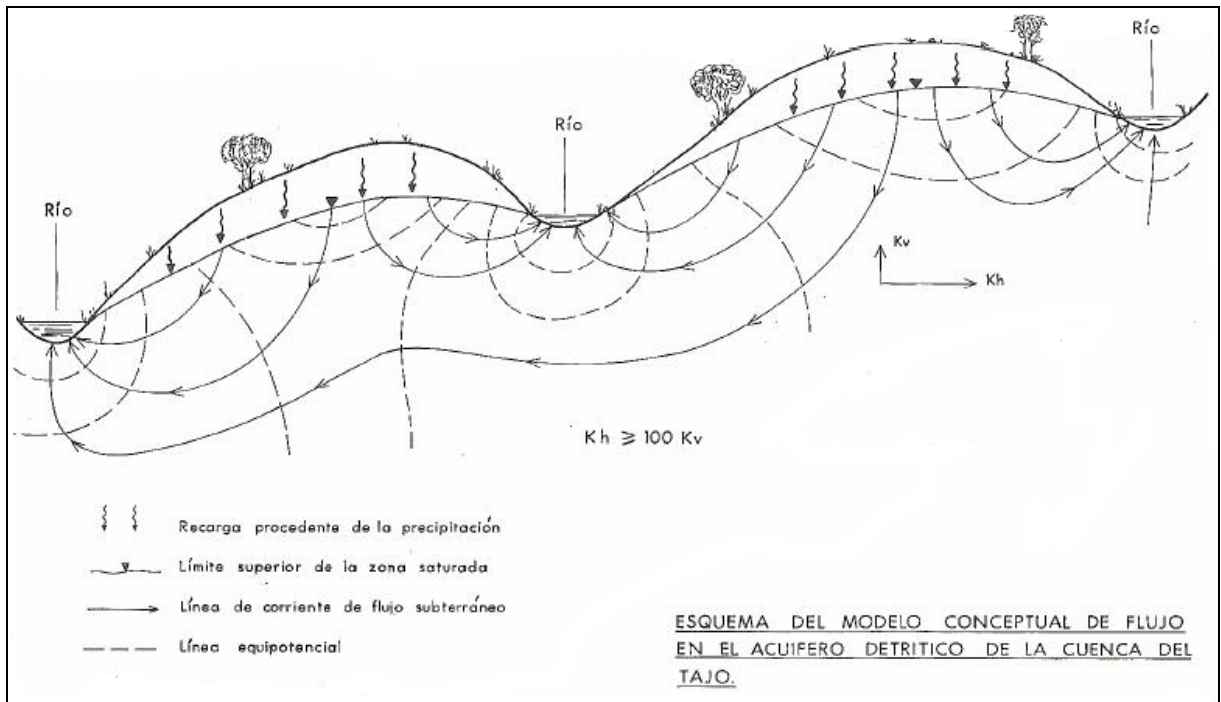 Río
Río
Río
Kv
Kh
Kh ≥ 100 Kv
Recarga procedente de la precipitación
Límite superior de la zona saturada
Línea de corriente de flujo subterráneo
Línea equipotencial
ESQUEMA DEL MODELO CONCEPTUAL DE FLUJO
EN EL ACUIFERO DETRITICO DE LA CUENCA DEL
TAJO.